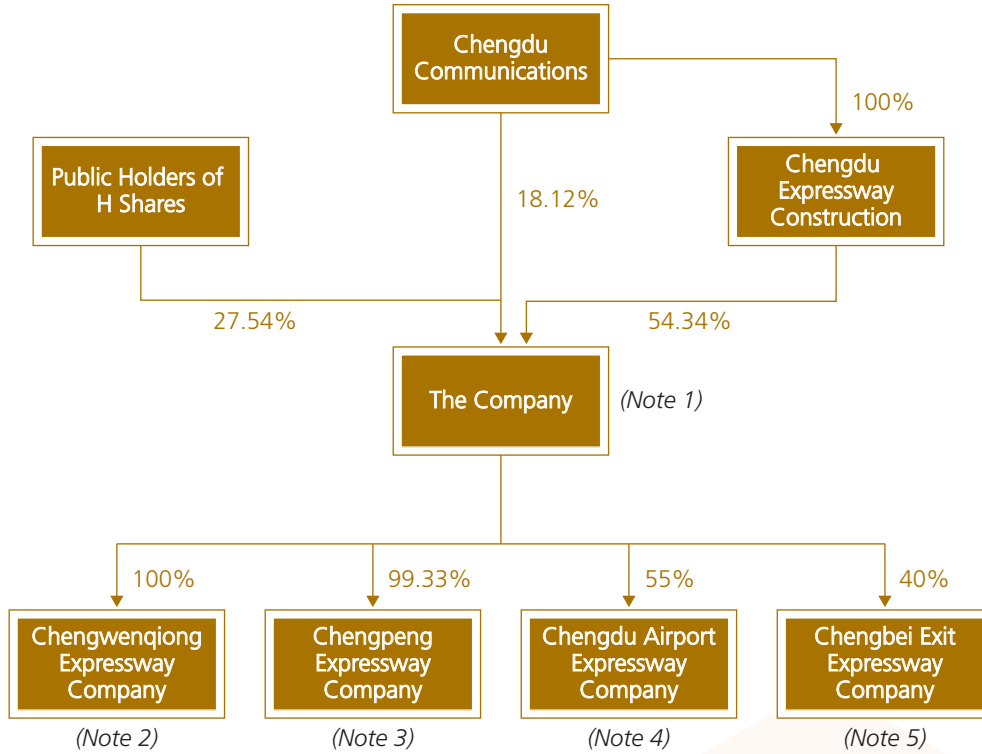 Chengdu
Communications
100%
Public Holders of
H Shares
18.12%
Chengdu
Expressway
Construction
27.54%
54.34%
The Company
(Note 1)
100%
99.33%
55%
40%
Chengwenqiong
Expressway
Company
Chengpeng
Expressway
Company
Chengdu Airport
Expressway
Company
Chengbei Exit
Expressway
Company
(Note 2)
(Note 3)
(Note 4)
(Note 5)